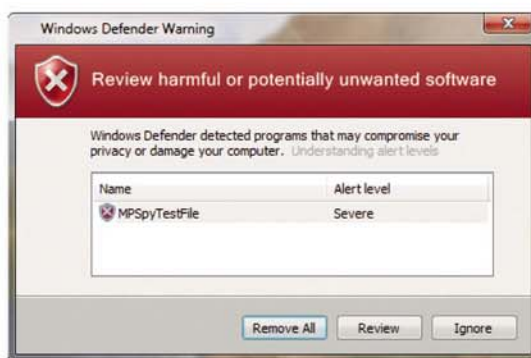 Windows Defender Warning
Review harmful or potentially unwanted software
Windows Defender detected programs that may compromise your
privacy or damage your computer. Understanding alert levels
Name Alert level
MPSpyTestFile Severe
Remove All Review Ignore